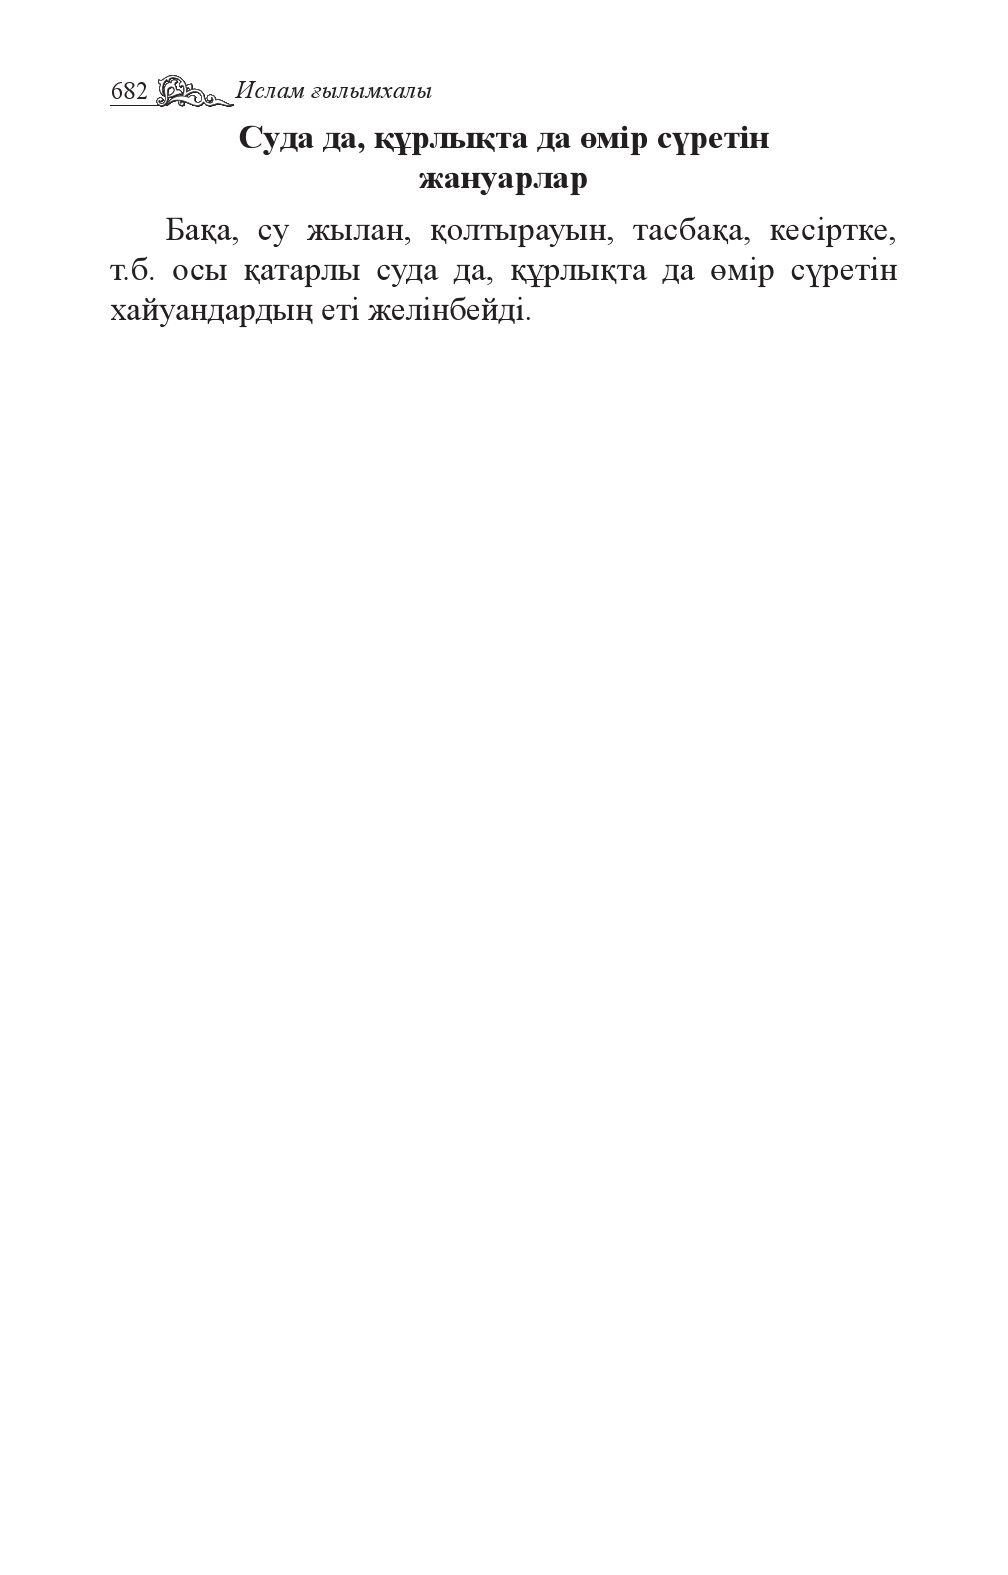 682 Ислам ғылымхалы
Суда да, құрлықта да өмір сүретін
жануарлар
Бақа, су жылан, қолтырауын, тасбақа, кесіртке,
т.б. осы қатарлы суда да, құрлықта да өмір сүретін
хайуандардың еті желінбейді.